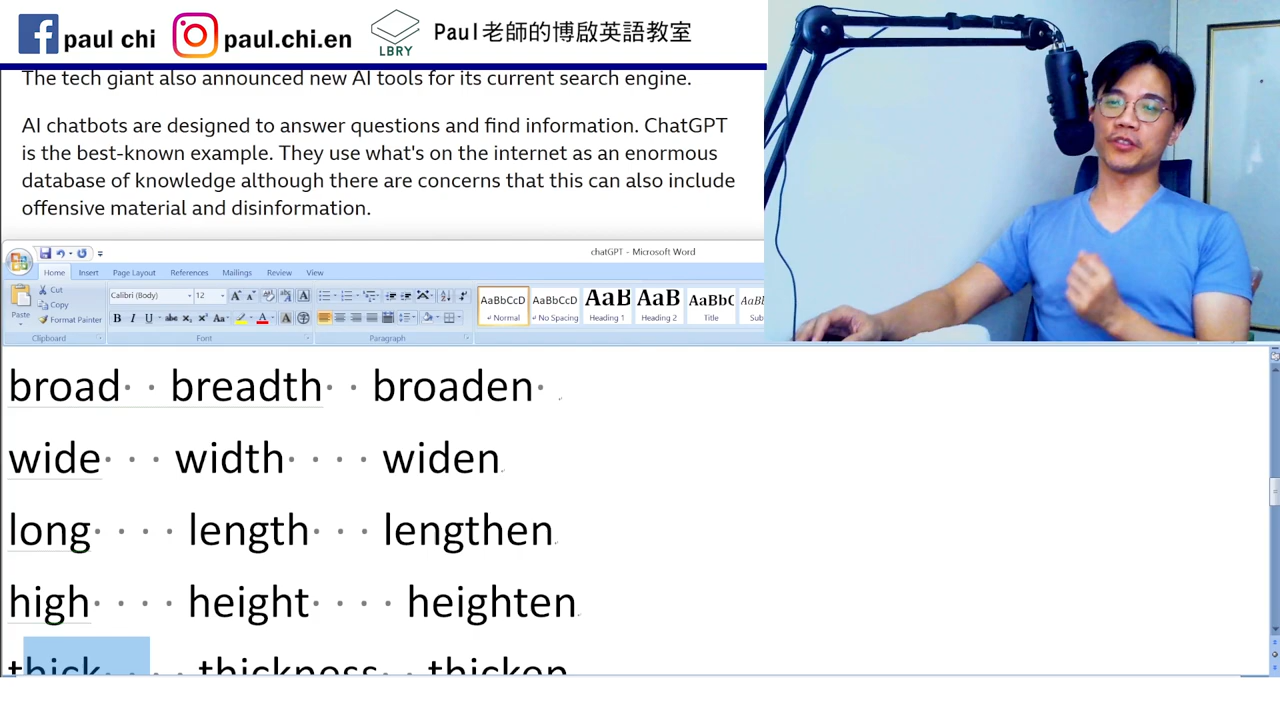 paul chi
paul.chi.en
LBRY
Paul老師的博啟英語教室
The tech giant also announced new AI tools for its current search engine.
AI chatbots are designed to answer questions and find information. ChatGPT
is the best-known example. They use what's on the internet as an enormous
database of knowledge although there are concerns that this can also include
offensive material and disinformation.
chatGPT - Microsoft Word
Home Insert Page Layout References Mailings Review View
Paste
Cut
Copy
Format Painter
Clipboard
Calibri (Body) 12
Font
Paragraph
AaBbCcD AaBbCcD AaBb AaBb AaBbC
Normal No Spacing Heading 1 Heading 2 Title
broad breadth broaden
wide width widen
long length lengthen
high height heighten
thick thickness thicken